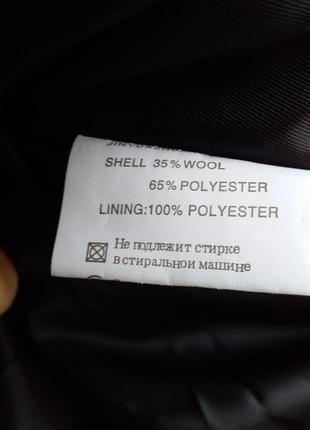 SHELL 35% WOOL
65% POLYESTER
LINING:100% POLYESTER
Не подлежит стирке
в стиральной машине